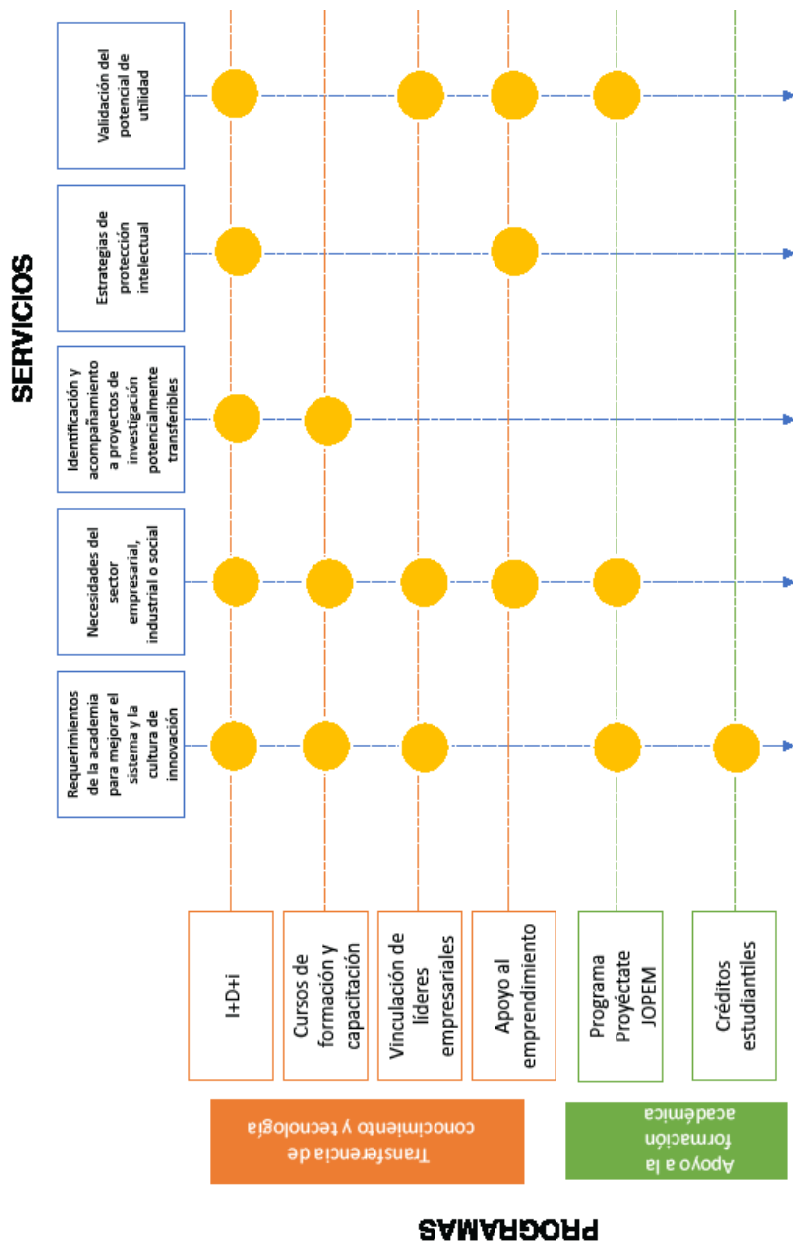 SERVICIOS
Requerimientos
de la academia
para mejorar el
sistema y la
cultura de
innovación
Necesidades del
sector
empresarial,
industrial o social
Identificación y
acompañamiento
a proyectos de
investigación
potencialmente
transferibles
Estrategias de
protección
intelectual
Validación del
potencial de
utilidad
PROGRAMAS
Transferencia de
conocimiento y tecnología
I+D+i
Cursos de
formación y
capacitación
Vinculación de
líderes
empresariales
Apoyo al
emprendimiento
Apoyo a la
formación
académica
Programa
Proyéctate
JOPEM
Créditos
estudiantiles